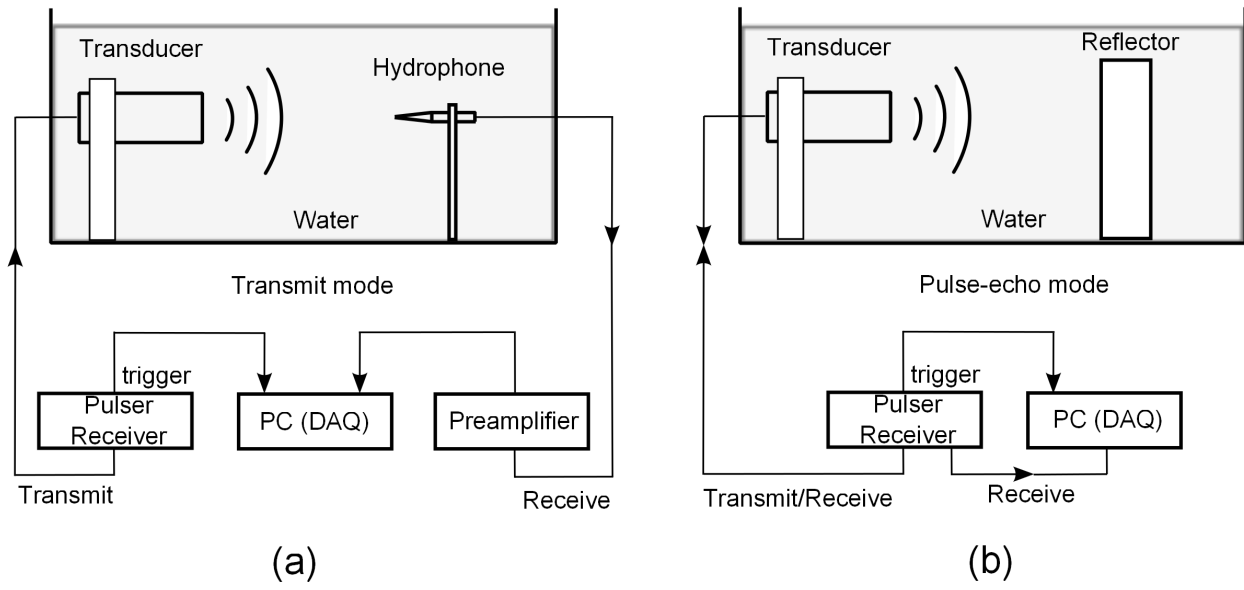 Transducer
Hydrophone
Water
Transmit mode
trigger
Pulser
Receiver
PC (DAQ)
Preamplifier
Transmit
Receive
(a)
Transducer
Reflector
Water
Pulse-echo mode
trigger
Pulser
Receiver
PC (DAQ)
Transmit/Receive
Receive
(b)